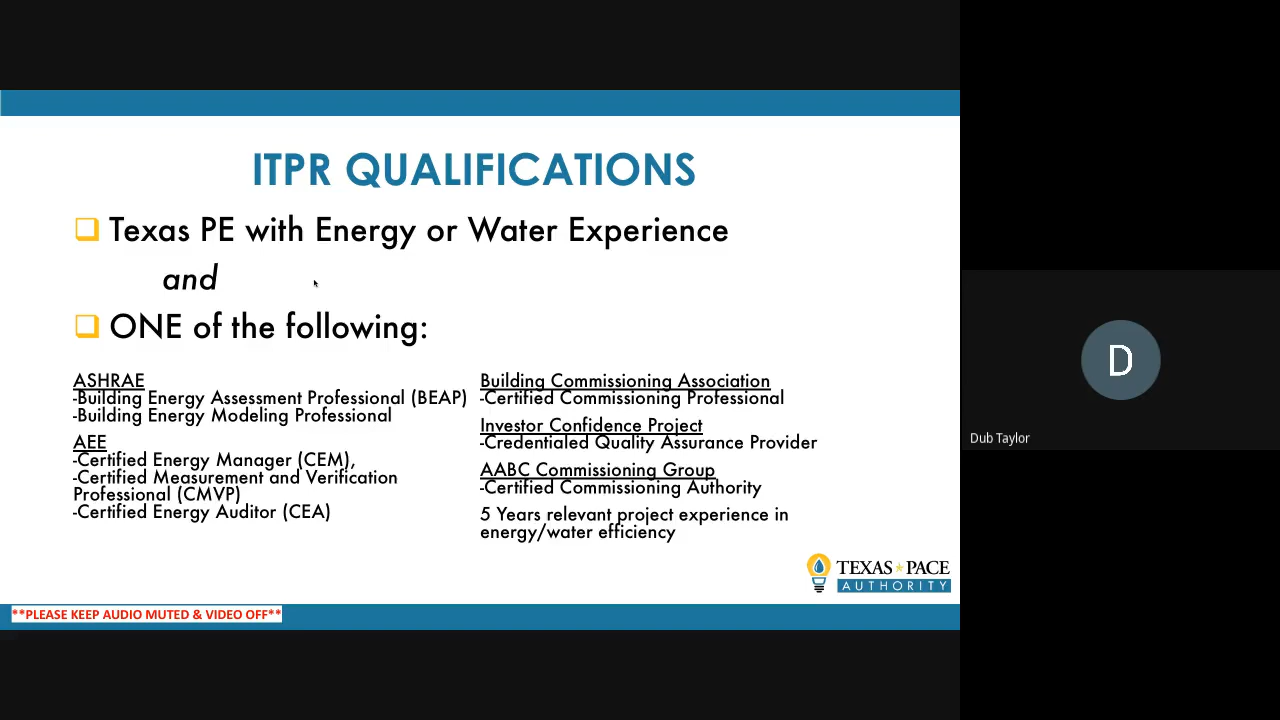 ITPR QUALIFICATIONS
Texas PE with Energy or Water Experience
and
ONE of the following:
ASHRAE
-Building Energy Assessment Professional (BEAP)
-Building Energy Modeling Professional
AEE
-Certified Energy Manager (CEM),
-Certified Measurement and Verification
Professional (CMVP)
-Certified Energy Auditor (CEA)
Building Commissioning Association
-Certified Commissioning Professional
Investor Confidence Project
-Credentialed Quality Assurance Provider
AABC Commissioning Group
-Certified Commissioning Authority
5 Years relevant project experience in
energy/water efficiency
TEXAS PACE
AUTHORITY
**PLEASE KEEP AUDIO MUTED & VIDEO OFF**
D
Dub Taylor